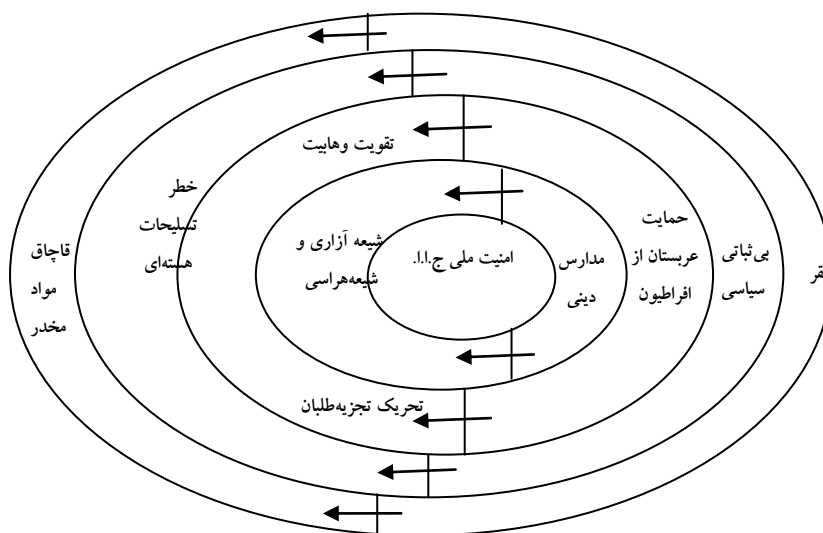 تقویت وهابیت
خطر
تسلیحات
هسته‌ای
حمایت
عربستان از
افراطیون
بی‌ثباتی
سیاسی
قاچاق
مواد
مخدر
شیعه آزاری و
شیعه‌هراسی
امنیت ملی ج.ا.ا.
مدارس
دینی
تحریک تجزیه‌طلبان